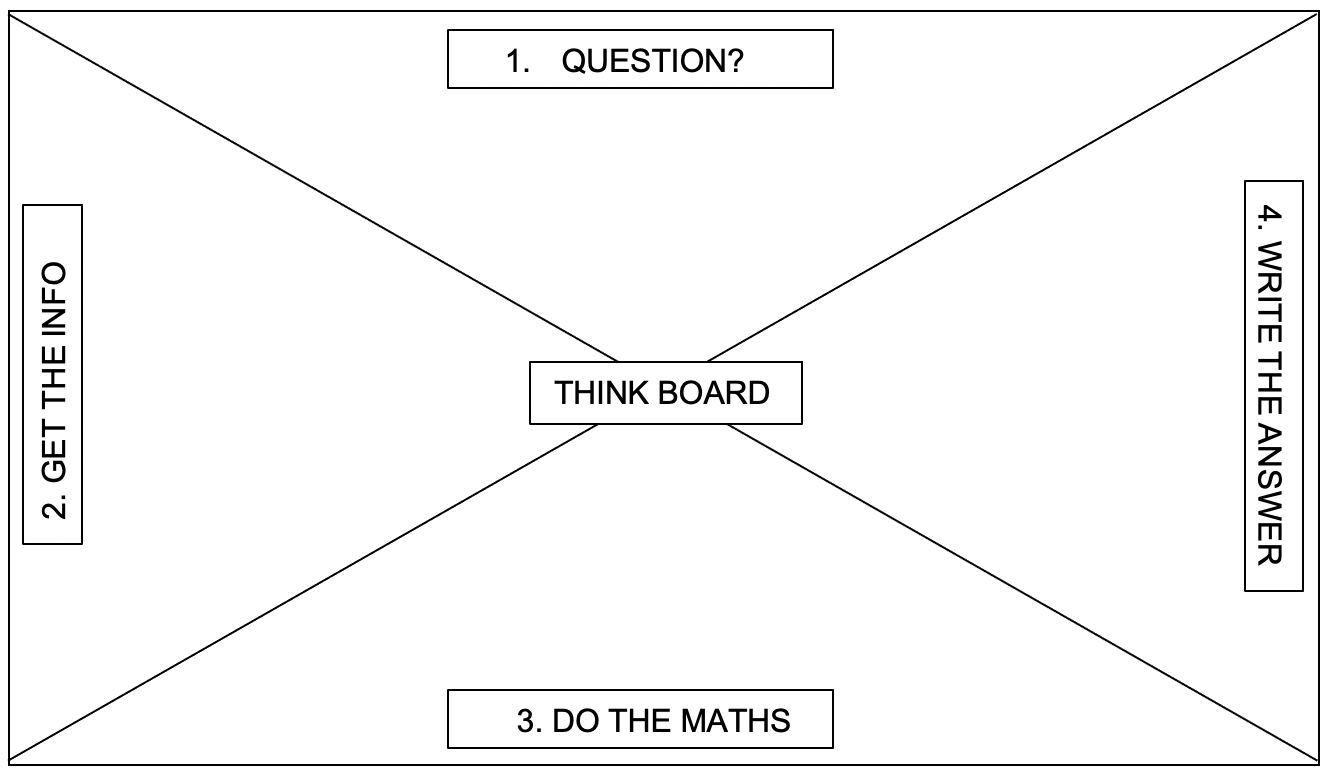 1. QUESTION?
2. GET THE INFO
THINK BOARD
4. WRITE THE ANSWER
3. DO THE MATHS